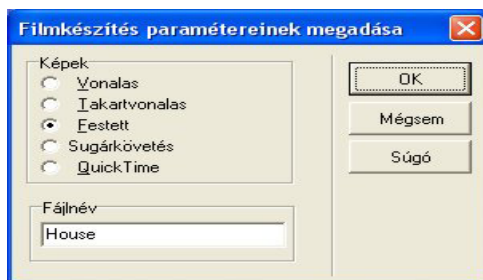 Filmkészítés paramétereinek megadása
Képek
Vonalas
Takartvonalas
Festett
Sugárkövetés
QuickTime
Fájlnév
House
OK
Mégsem
Súgó